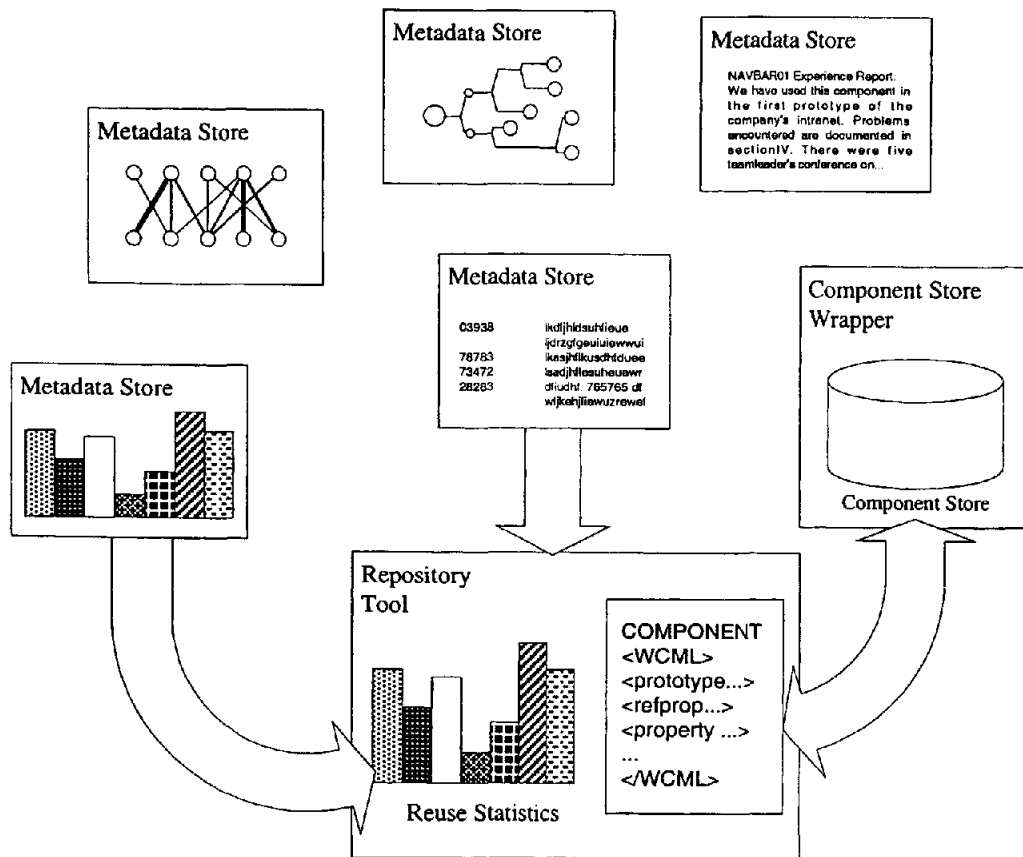 Metadata Store
Metadata Store
NAVBAR01 Experience Report:
We have used this component in
the first prototype of the
company's intranet. Problems
encountered are documented in
sectionIV. There were five
teamleader's conference on...
Metadata Store
Metadata Store
03938
78783
73472
28283
765765 df
Component Store
Wrapper
Component Store
Metadata Store
Repository
Tool
Reuse Statistics
COMPONENT
<WCML>
<prototype...>
<refprop...>
<property ...>
...
</WCML>